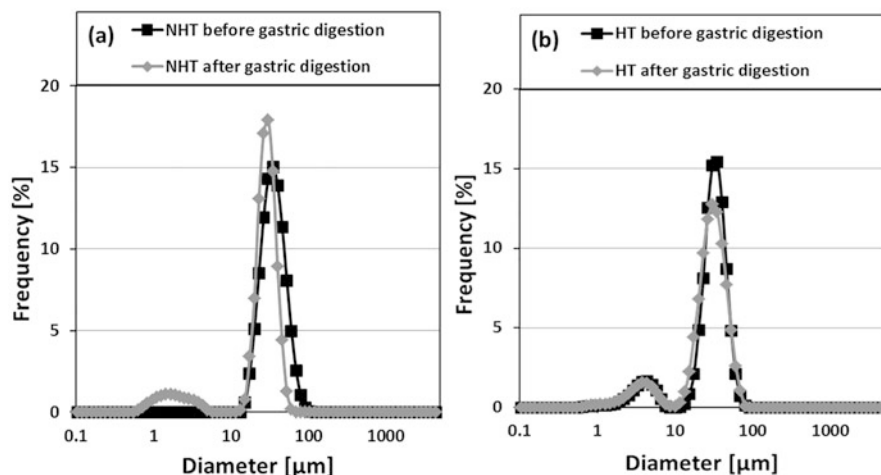 (a)
NHT before gastric digestion
NHT after gastric digestion
20
15
10
5
0
Frequency [%]
0.1 1 10 100 1000
Diameter [µm]
(b)
HT before gastric digestion
HT after gastric digestion
20
15
10
5
0
Frequency [%]
0.1 1 10 100 1000
Diameter [µm]